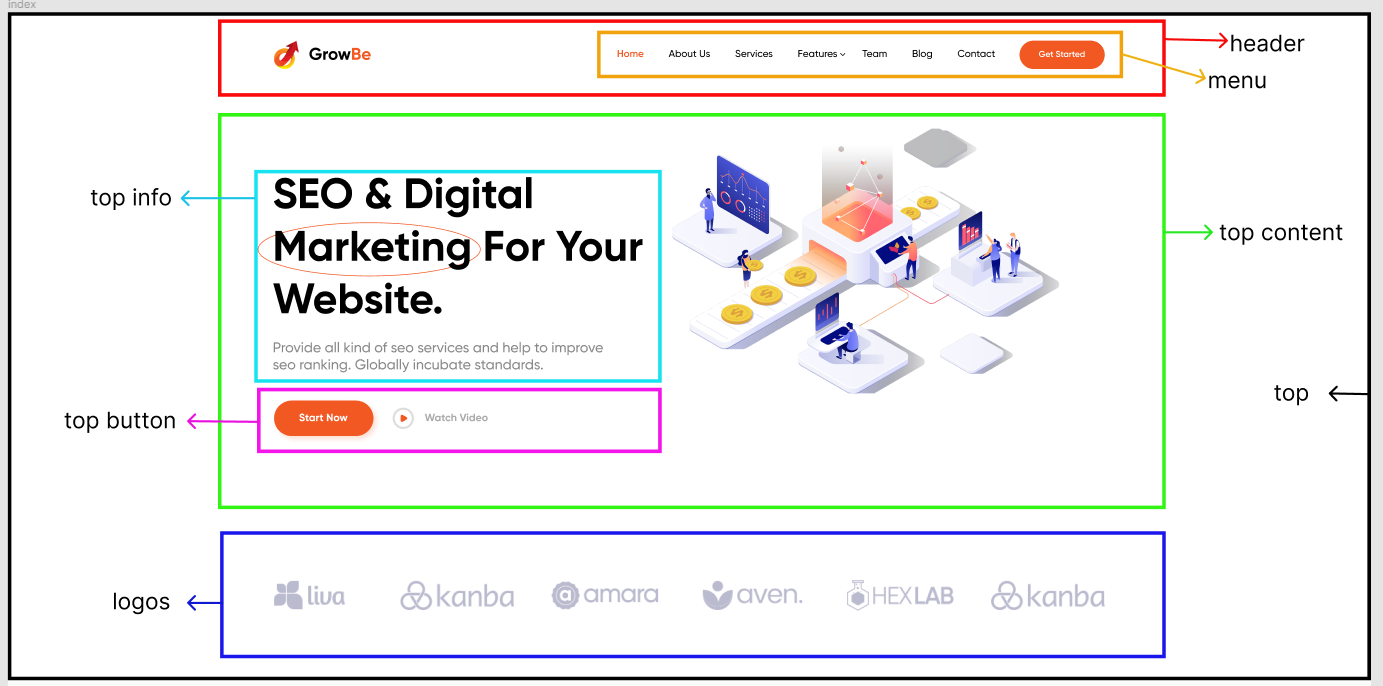 index
GrowBe
Home About Us Services Features Team Blog Contact Get Started
header
menu
top info
SEO & Digital
Marketing For Your
Website.
Provide all kind of seo services and help to improve
seo ranking. Globally incubate standards.
top content
top
top button
Start Now Watch Video
logos
liva kanba amara aven. HEXLAB kanba